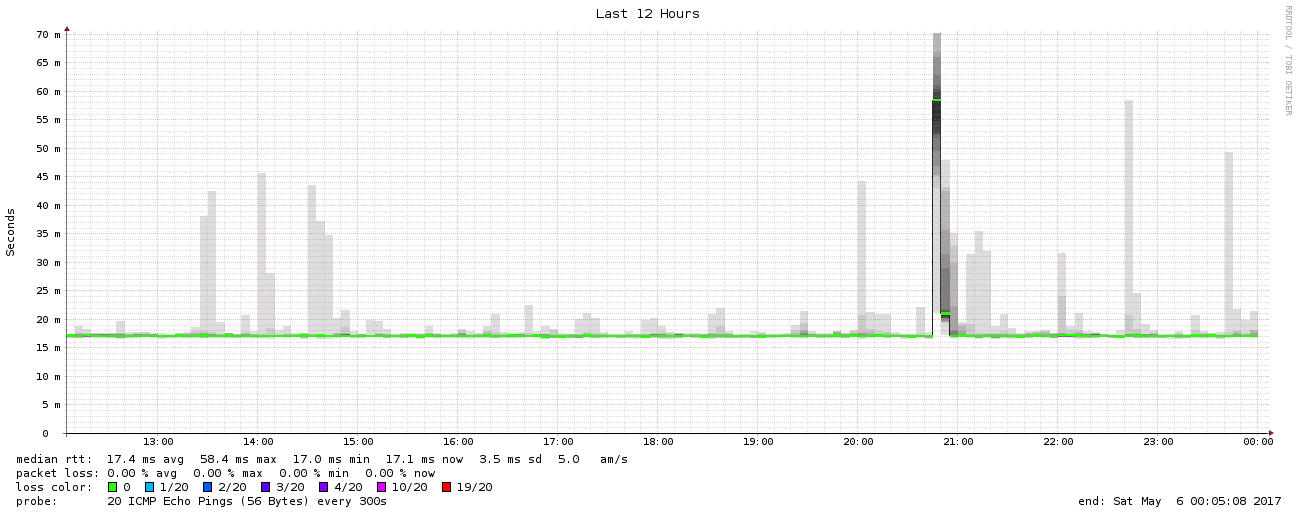 Last 12 Hours
RRDTOOL / TOBI OETIKER
Seconds
70 m
65 m
60 m
55 m
50 m
45 m
40 m
35 m
30 m
25 m
20 m
15 m
10 m
5 m
0
13:00 14:00 15:00 16:00 17:00 18:00 19:00 20:00 21:00 22:00 23:00 00:00
median rtt: 17.4 ms avg 58.4 ms max 17.0 ms min 17.1 ms now 3.5 ms sd 5.0 am/s
packet loss: 0.00 % avg 0.00 % max 0.00 % min 0.00 % now
loss color: 0 1/20 2/20 3/20 4/20 10/20 19/20
probe: 20 ICMP Echo Pings (56 Bytes) every 300s end: Sat May 6 00:05:08 2017